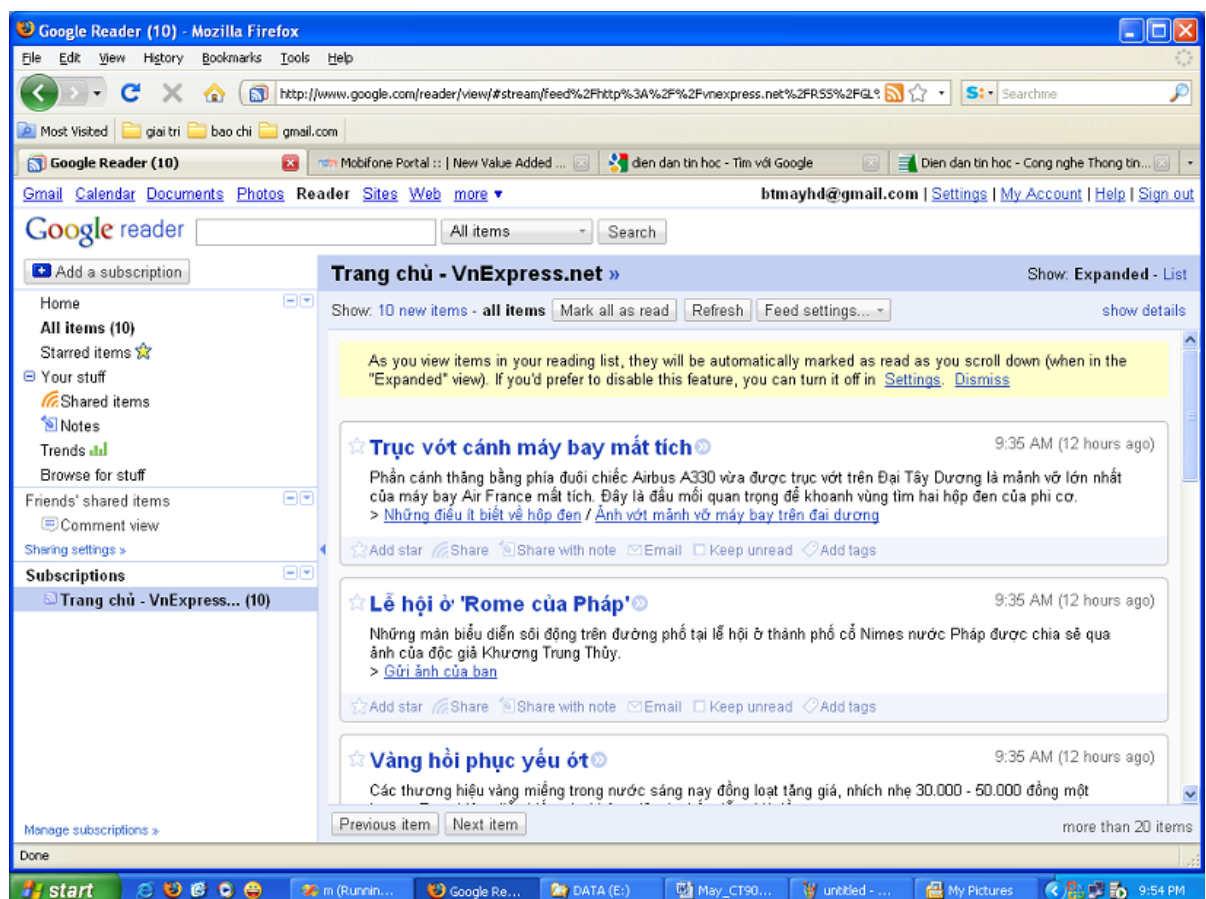 Google Reader (10) - Mozilla Firefox
File Edit View History Bookmarks Tools Help
http://www.google.com/reader/view/#stream/feed%2Fhttp%3A%2F%2Fvnexpress.net%2FRSS%2FGL% S: Searchme
Most Visited giai tri bao chi gmail.com
Google Reader (10) Mobifone Portal :: | New Value Added ... dien dan tin hoc - Tìm với Google Dien dan tin hoc - Cong nghe Thong tin...
Gmail Calendar Documents Photos Reader Sites Web more ▼ btmayhd@gmail.com | Settings | My Account | Help | Sign out
Google reader All items Search
Add a subscription
Home
All items (10)
Starred items
Your stuff
Shared items
Notes
Trends
Browse for stuff
Friends' shared items
Comment view
Sharing settings »
Subscriptions
Trang chủ - VnExpress... (10)
Manage subscriptions »
Trang chủ - VnExpress.net » Show: Expanded - List
Show: 10 new items - all items Mark all as read Refresh Feed settings... show details
As you view items in your reading list, they will be automatically marked as read as you scroll down (when in the
"Expanded" view). If you'd prefer to disable this feature, you can turn it off in Settings. Dismiss
Trục vớt cánh máy bay mất tích 9:35 AM (12 hours ago)
Phần cánh thăng bằng phía đuôi chiếc Airbus A330 vừa được trục vớt trên Đại Tây Dương là mảnh vỡ lớn nhất
của máy bay Air France mất tích. Đây là đầu mối quan trọng để khoanh vùng tìm hai hộp đen của phi cơ.
> Những điều ít biết về hộp đen / Ảnh vớt mảnh vỡ máy bay trên đại dương
Add star Share Share with note Email Keep unread Add tags
Lễ hội ở 'Rome của Pháp' 9:35 AM (12 hours ago)
Những màn biểu diễn sôi động trên đường phố tại lễ hội ở thành phố cổ Nimes nước Pháp được chia sẻ qua
ảnh của độc giả Khương Trung Thủy.
> Gửi ảnh của bạn
Add star Share Share with note Email Keep unread Add tags
Vàng hồi phục yếu ớt 9:35 AM (12 hours ago)
Các thương hiệu vàng miếng trong nước sáng nay đồng loạt tăng giá, nhích nhẹ 30.000 - 50.000 đồng một
Previous item Next item more than 20 items
Done
start m (Runnin... Google Re... DATA (E:) May_CT90... untitled - ... My Pictures 9:54 PM